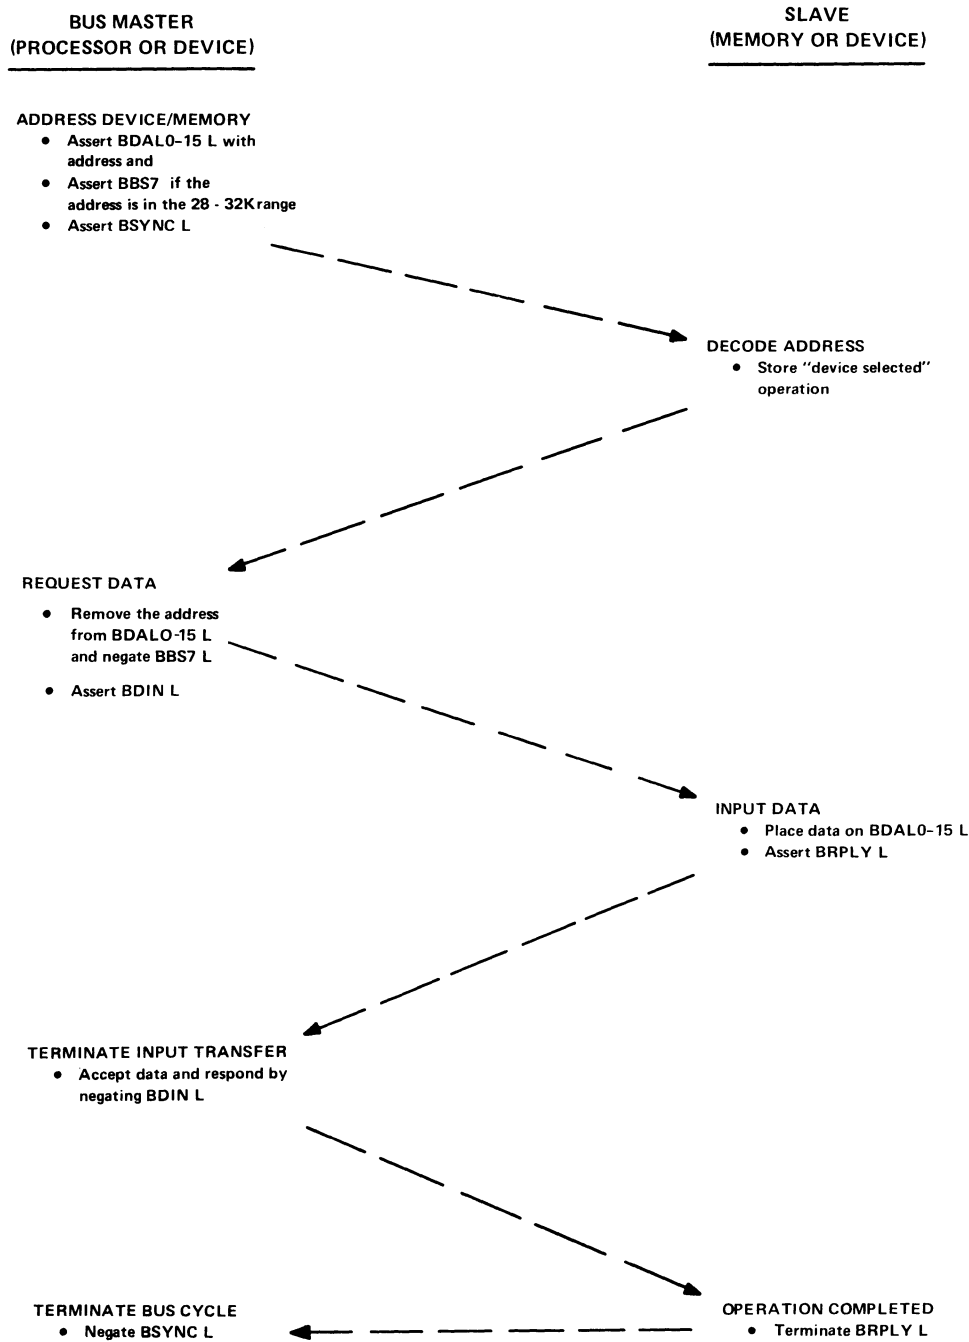 BUS MASTER
(PROCESSOR OR DEVICE)
SLAVE
(MEMORY OR DEVICE)
ADDRESS DEVICE/MEMORY
• Assert BDAL0-15 L with
address and
• Assert BBS7 if the
address is in the 28 - 32K range
• Assert BSYNC L
DECODE ADDRESS
• Store "device selected"
operation
REQUEST DATA
• Remove the address
from BDALO-15 L
and negate BBS7 L
• Assert BDIN L
INPUT DATA
• Place data on BDAL0-15 L
• Assert BRPLY L
TERMINATE INPUT TRANSFER
• Accept data and respond by
negating BDIN L
OPERATION COMPLETED
• Terminate BRPLY L
TERMINATE BUS CYCLE
• Negate BSYNC L